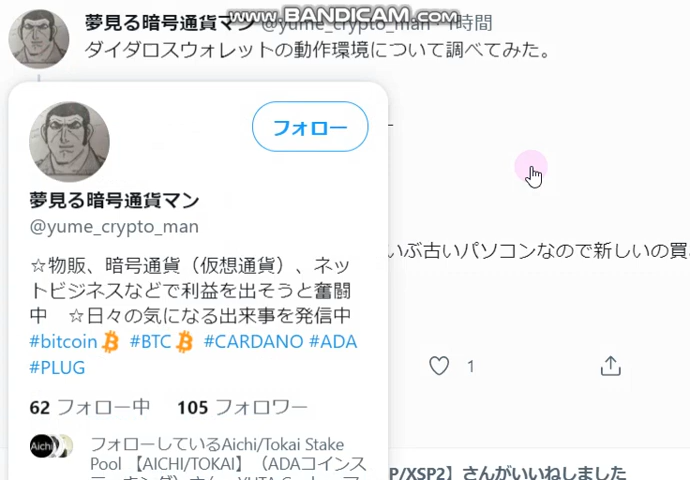 www.BANDICAM.com
夢見る暗号通貨マン @yume_crypto_man · 1時間
ダイダロスウォレットの動作環境について調べてみた。
フォロー
夢見る暗号通貨マン
@yume_crypto_man
いぶ古いパソコンなので新しいの買
☆物販、暗号通貨（仮想通貨）、ネッ
トビジネスなどで利益を出そうと奮闘
中 ☆日々の気になる出来事を発信中
#bitcoin #BTC #CARDANO #ADA
#PLUG
1
62 フォロー中 105 フォロワー
Aichi
フォローしているAichi/Tokai Stake
Pool 【AICHI/TOKAI】（ADAコインス
P/XSP2】さんがいいねしました